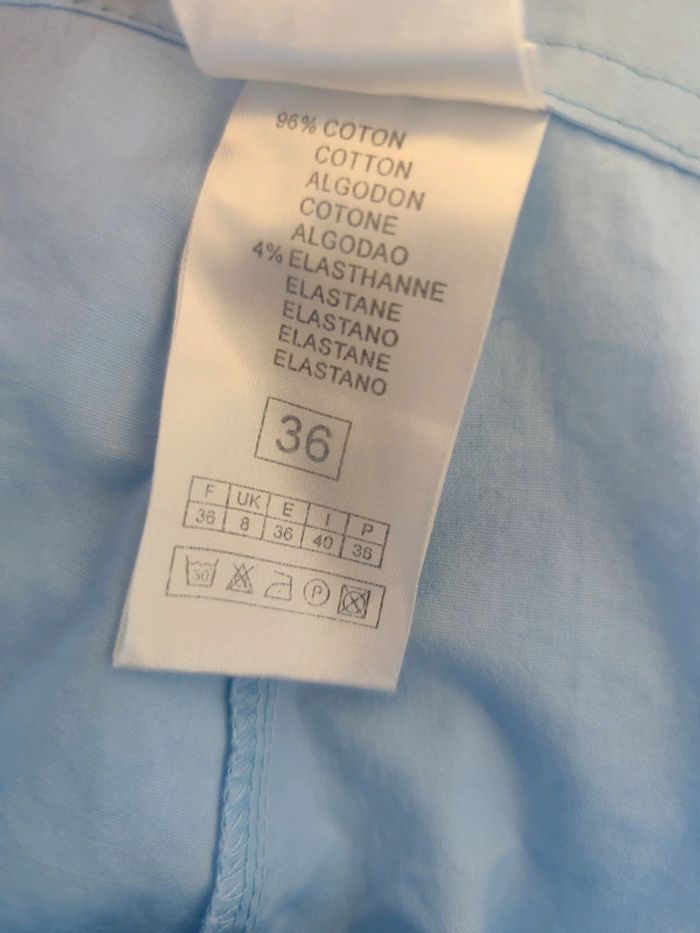 96% COTON
COTTON
ALGODON
COTONE
ALGODAO
4% ELASTHANNE
ELASTANE
ELASTANO
ELASTANE
ELASTANO
36
F UK E I P
36 8 36 40 36
P